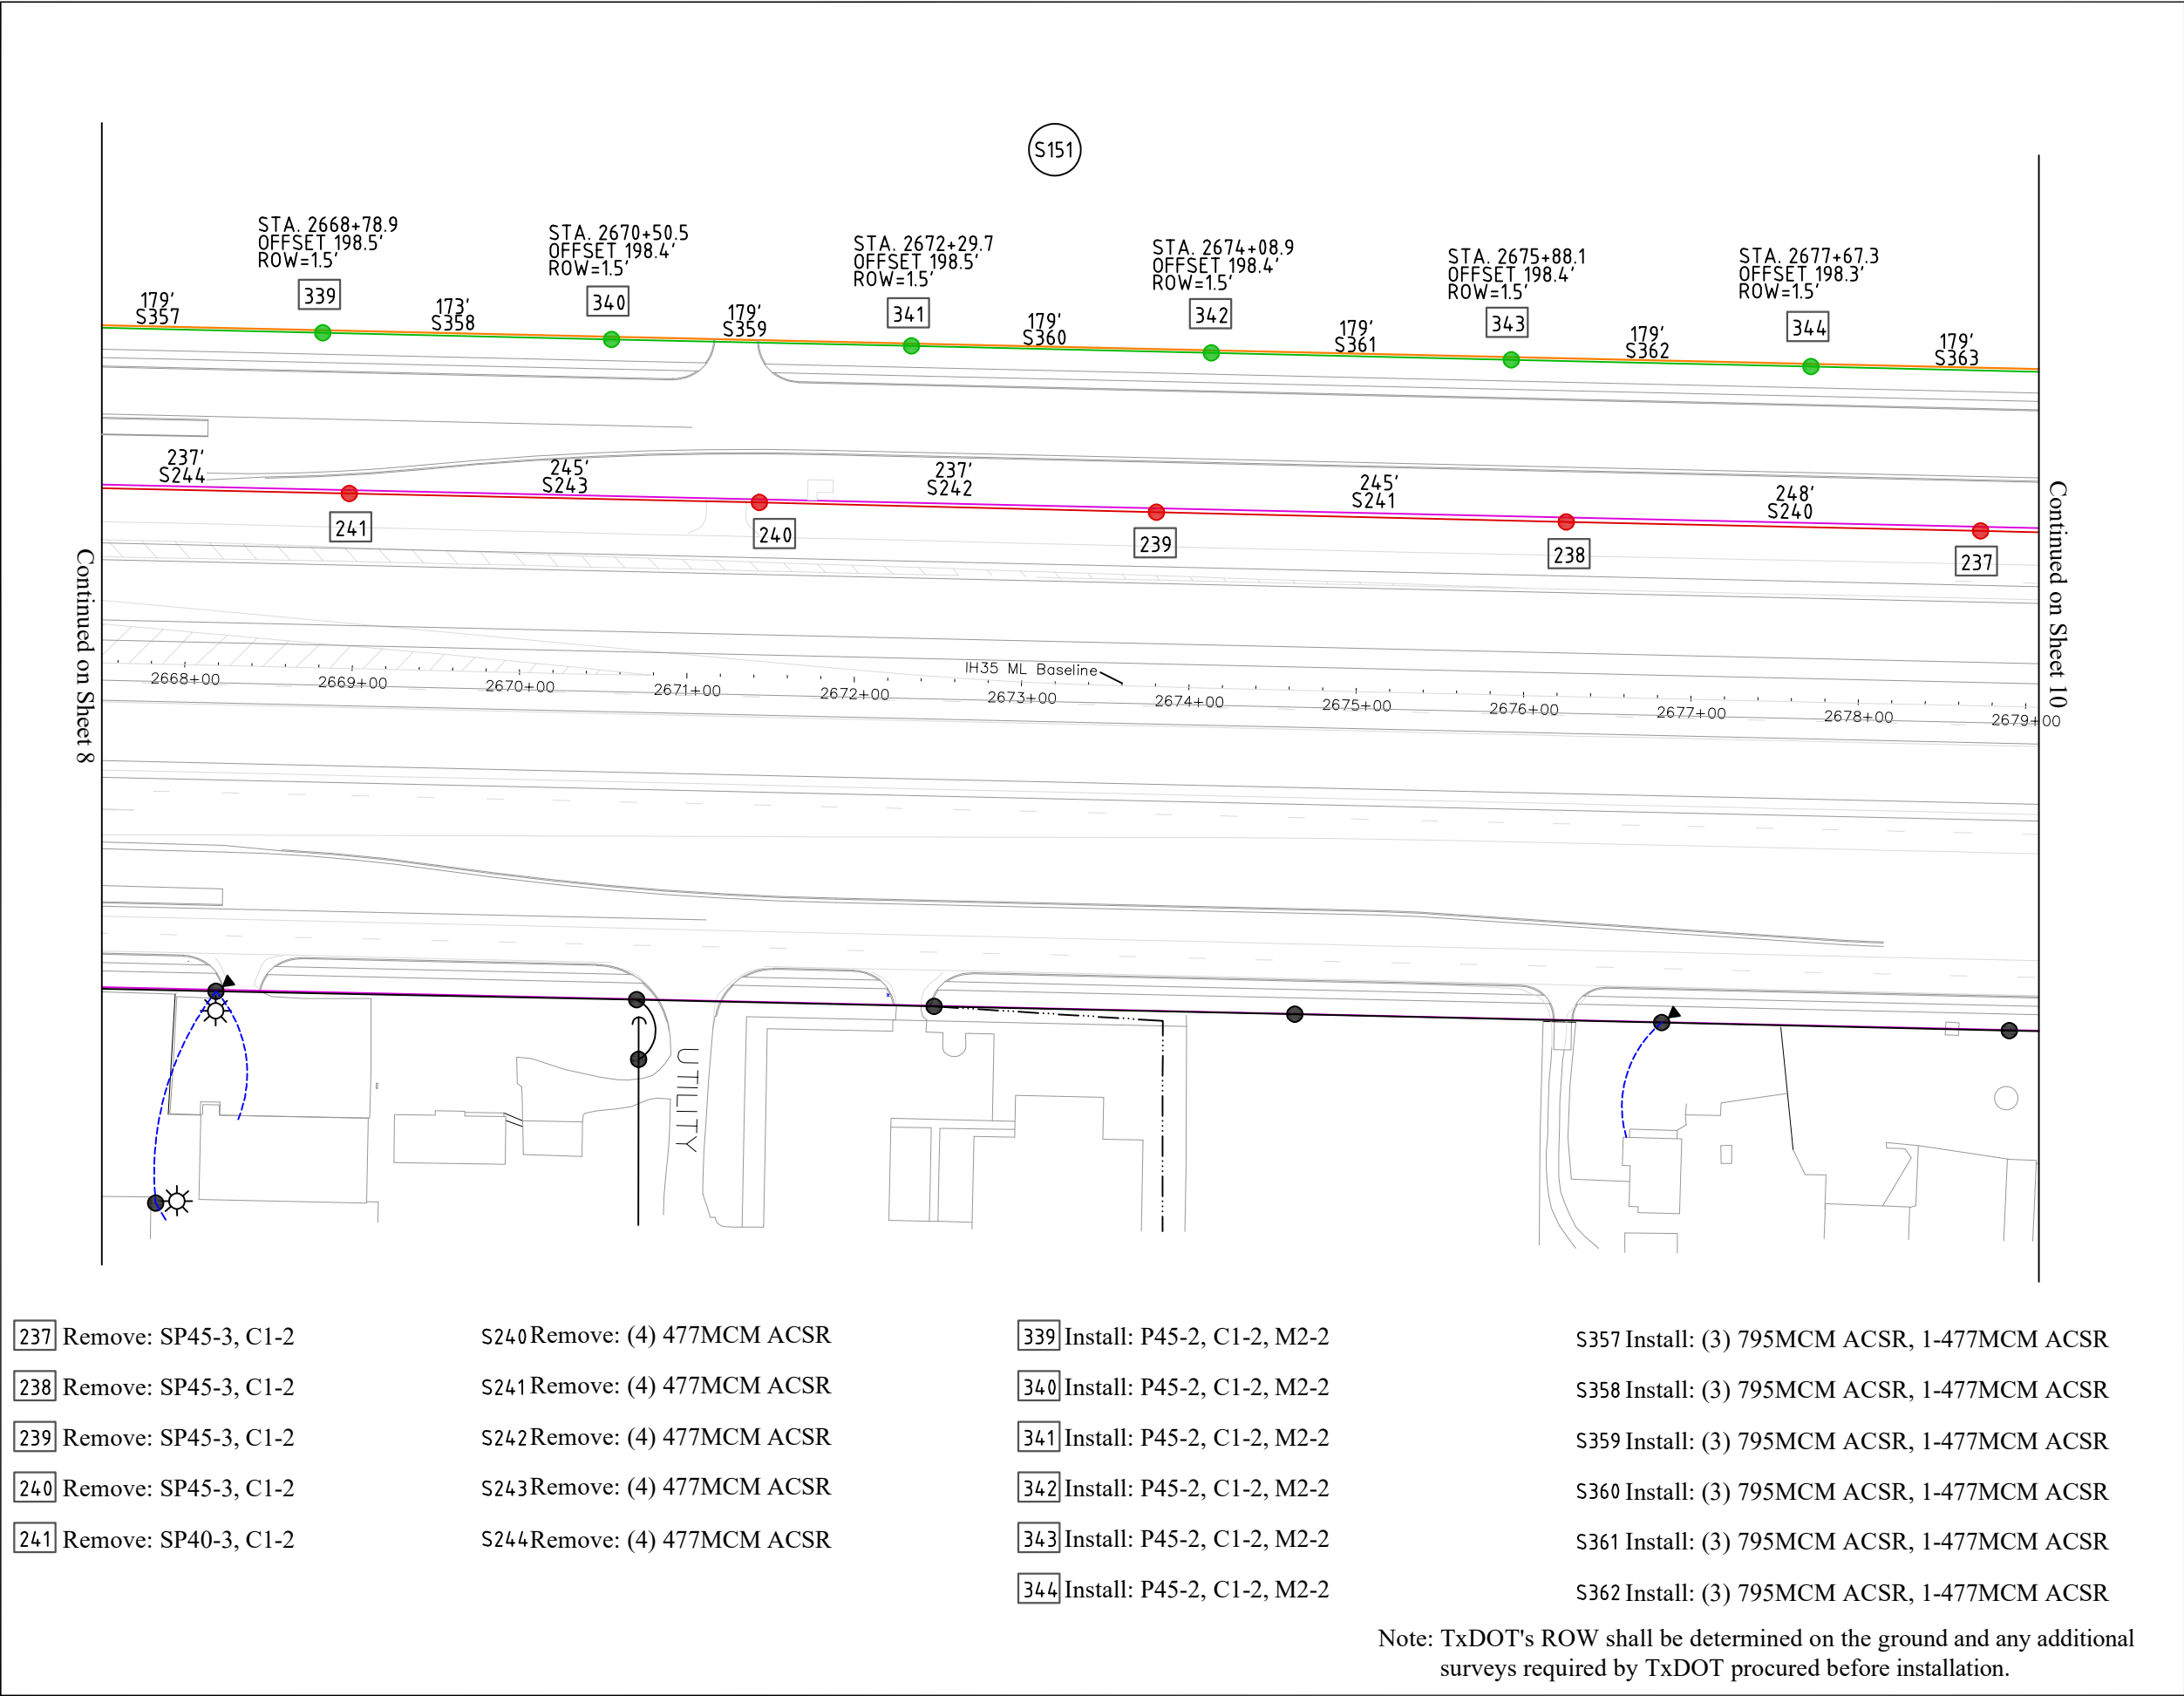 S151
STA. 2668+78.9
OFFSET 198.5'
ROW=1.5'
339
STA. 2670+50.5
OFFSET 198.4'
ROW=1.5'
340
STA. 2672+29.7
OFFSET 198.5'
ROW=1.5'
341
STA. 2674+08.9
OFFSET 198.4'
ROW=1.5'
342
STA. 2675+88.1
OFFSET 198.4'
ROW=1.5'
343
STA. 2677+67.3
OFFSET 198.3'
ROW=1.5'
344
179'
S357
173'
S358
179'
S359
179'
S360
179'
S361
179'
S362
179'
S363
237'
S244
245'
S243
237'
S242
245'
S241
248'
S240
241
240
239
238
237
Continued on Sheet 8
Continued on Sheet 10
IH35 ML Baseline
2668+00
2669+00
2670+00
2671+00
2672+00
2673+00
2674+00
2675+00
2676+00
2677+00
2678+00
2679+00
UTILITY
237 Remove: SP45-3, C1-2
238 Remove: SP45-3, C1-2
239 Remove: SP45-3, C1-2
240 Remove: SP45-3, C1-2
241 Remove: SP40-3, C1-2
S240 Remove: (4) 477MCM ACSR
S241 Remove: (4) 477MCM ACSR
S242 Remove: (4) 477MCM ACSR
S243 Remove: (4) 477MCM ACSR
S244 Remove: (4) 477MCM ACSR
339 Install: P45-2, C1-2, M2-2
340 Install: P45-2, C1-2, M2-2
341 Install: P45-2, C1-2, M2-2
342 Install: P45-2, C1-2, M2-2
343 Install: P45-2, C1-2, M2-2
344 Install: P45-2, C1-2, M2-2
S357 Install: (3) 795MCM ACSR, 1-477MCM ACSR
S358 Install: (3) 795MCM ACSR, 1-477MCM ACSR
S359 Install: (3) 795MCM ACSR, 1-477MCM ACSR
S360 Install: (3) 795MCM ACSR, 1-477MCM ACSR
S361 Install: (3) 795MCM ACSR, 1-477MCM ACSR
S362 Install: (3) 795MCM ACSR, 1-477MCM ACSR
Note: TxDOT's ROW shall be determined on the ground and any additional
surveys required by TxDOT procured before installation.